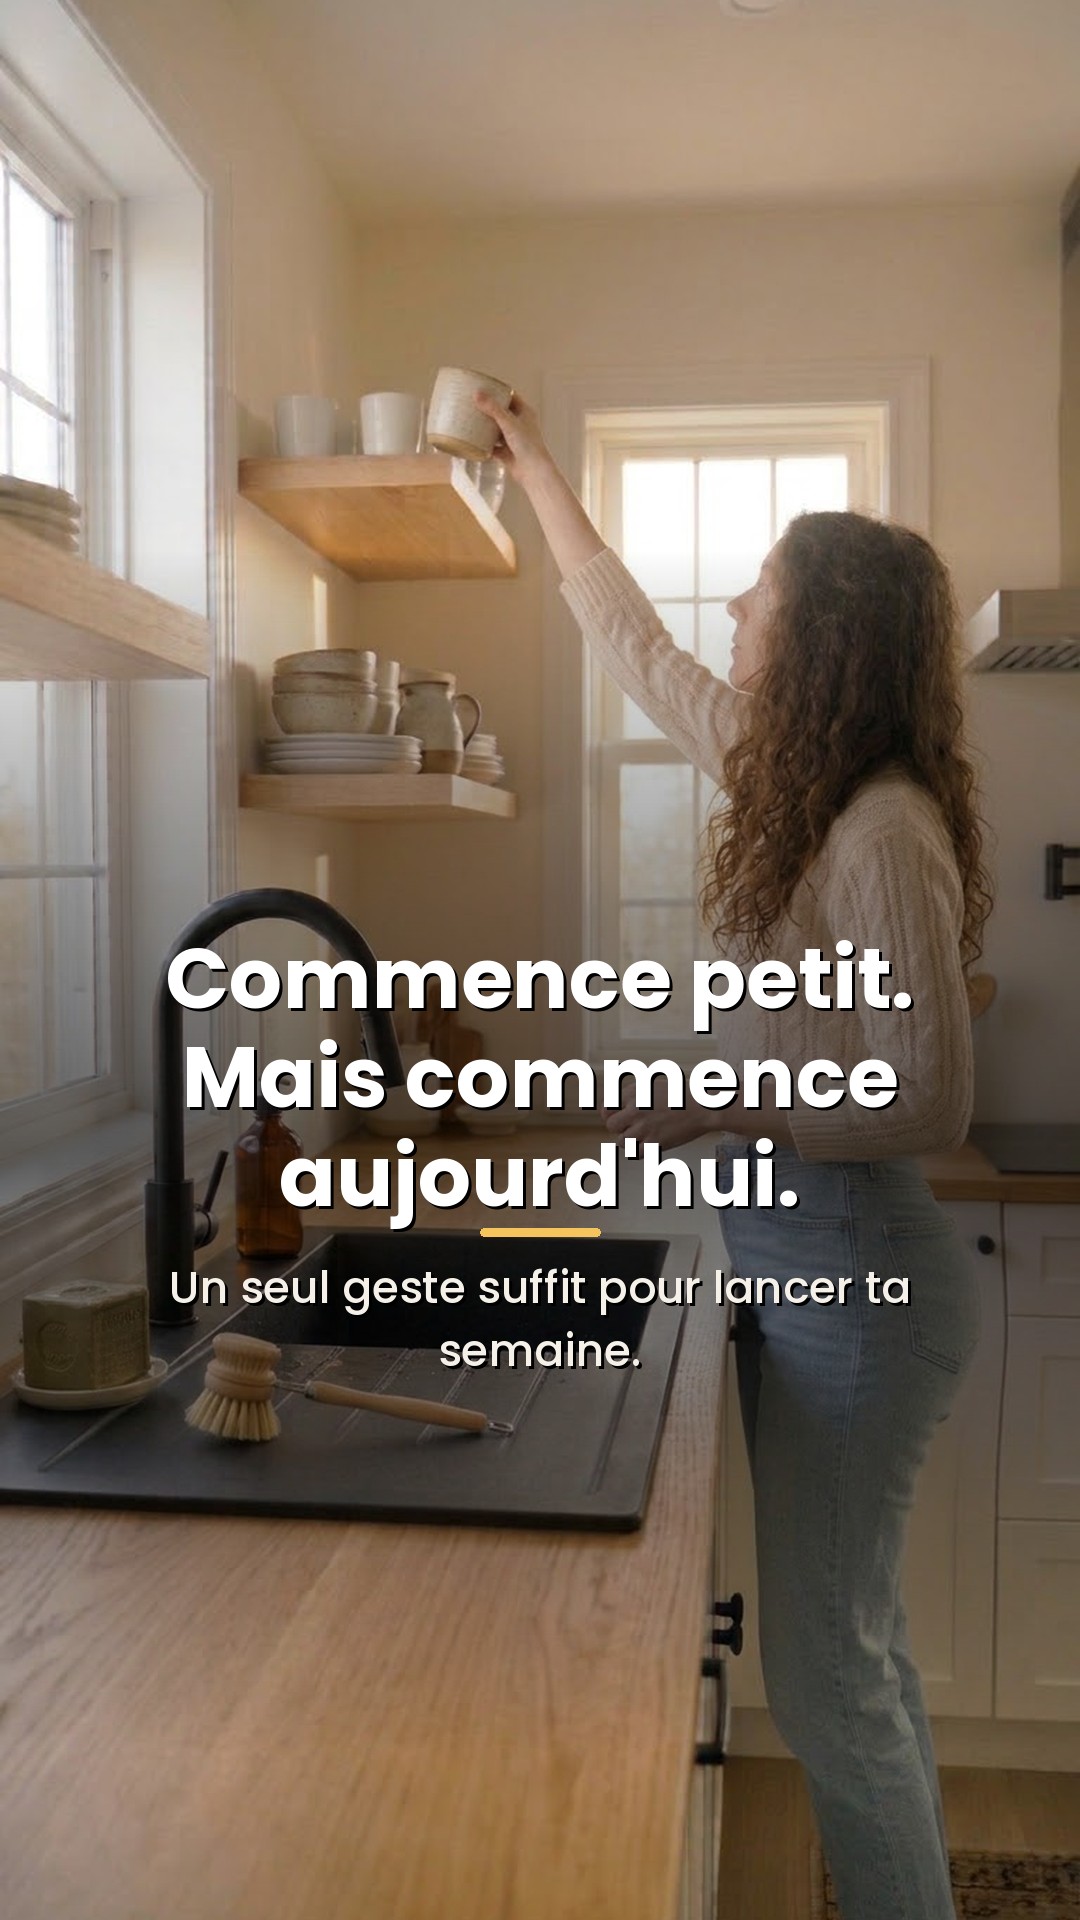 Commence petit.
Mais commence
aujourd'hui.
Un seul geste suffit pour lancer ta
semaine.